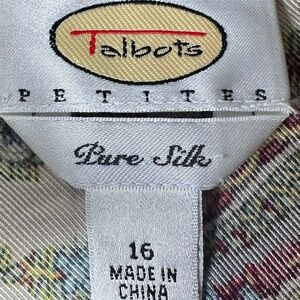 Talbots
PETITES
Pure Silk
16
MADE IN
CHINA